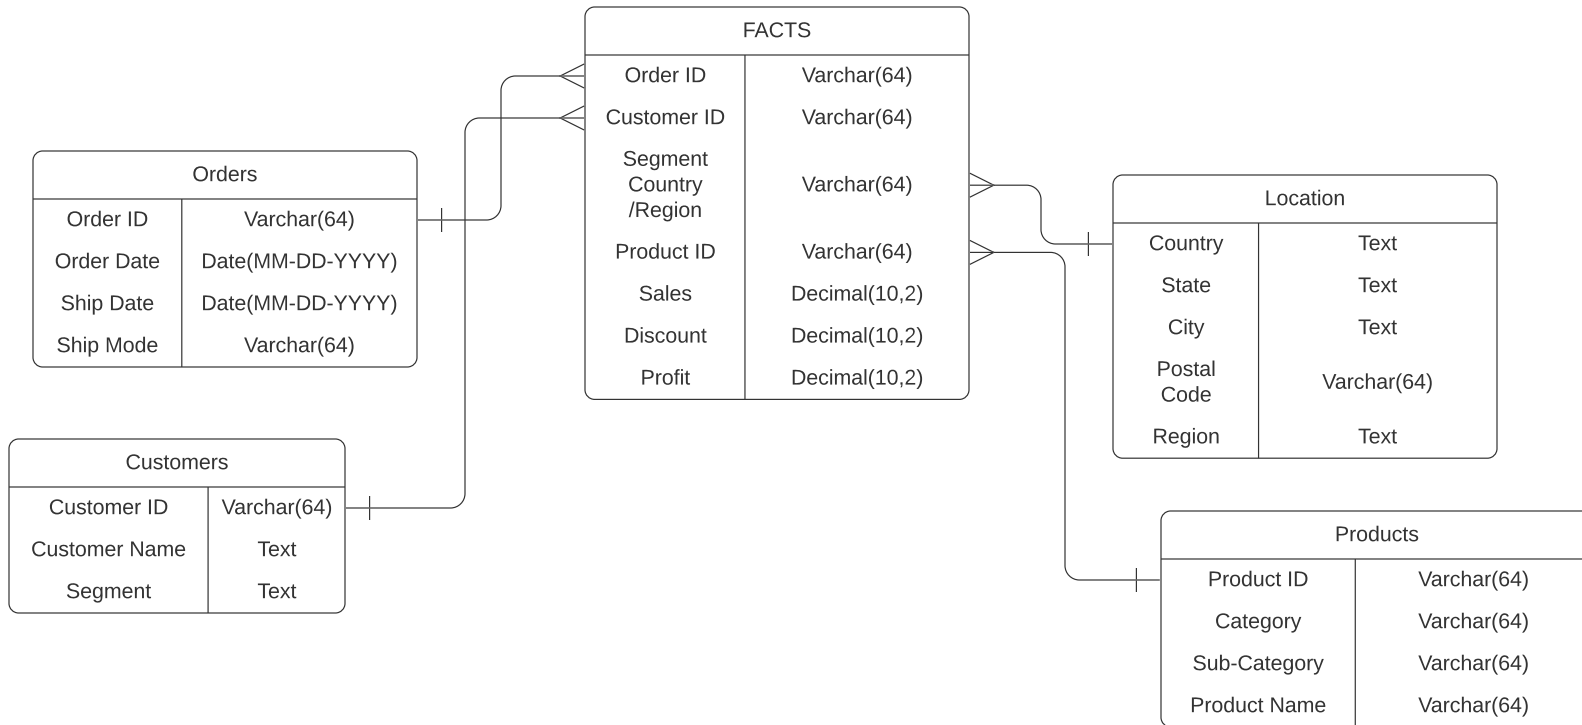 FACTS
Order ID Varchar(64)
Customer ID Varchar(64)
Segment
Country
/Region
Varchar(64)
Product ID Varchar(64)
Sales Decimal(10,2)
Discount Decimal(10,2)
Profit Decimal(10,2)
Orders
Order ID Varchar(64)
Order Date Date(MM-DD-YYYY)
Ship Date Date(MM-DD-YYYY)
Ship Mode Varchar(64)
Location
Country Text
State Text
City Text
Postal
Code
Varchar(64)
Region Text
Customers
Customer ID Varchar(64)
Customer Name Text
Segment Text
Products
Product ID Varchar(64)
Category Varchar(64)
Sub-Category Varchar(64)
Product Name Varchar(64)